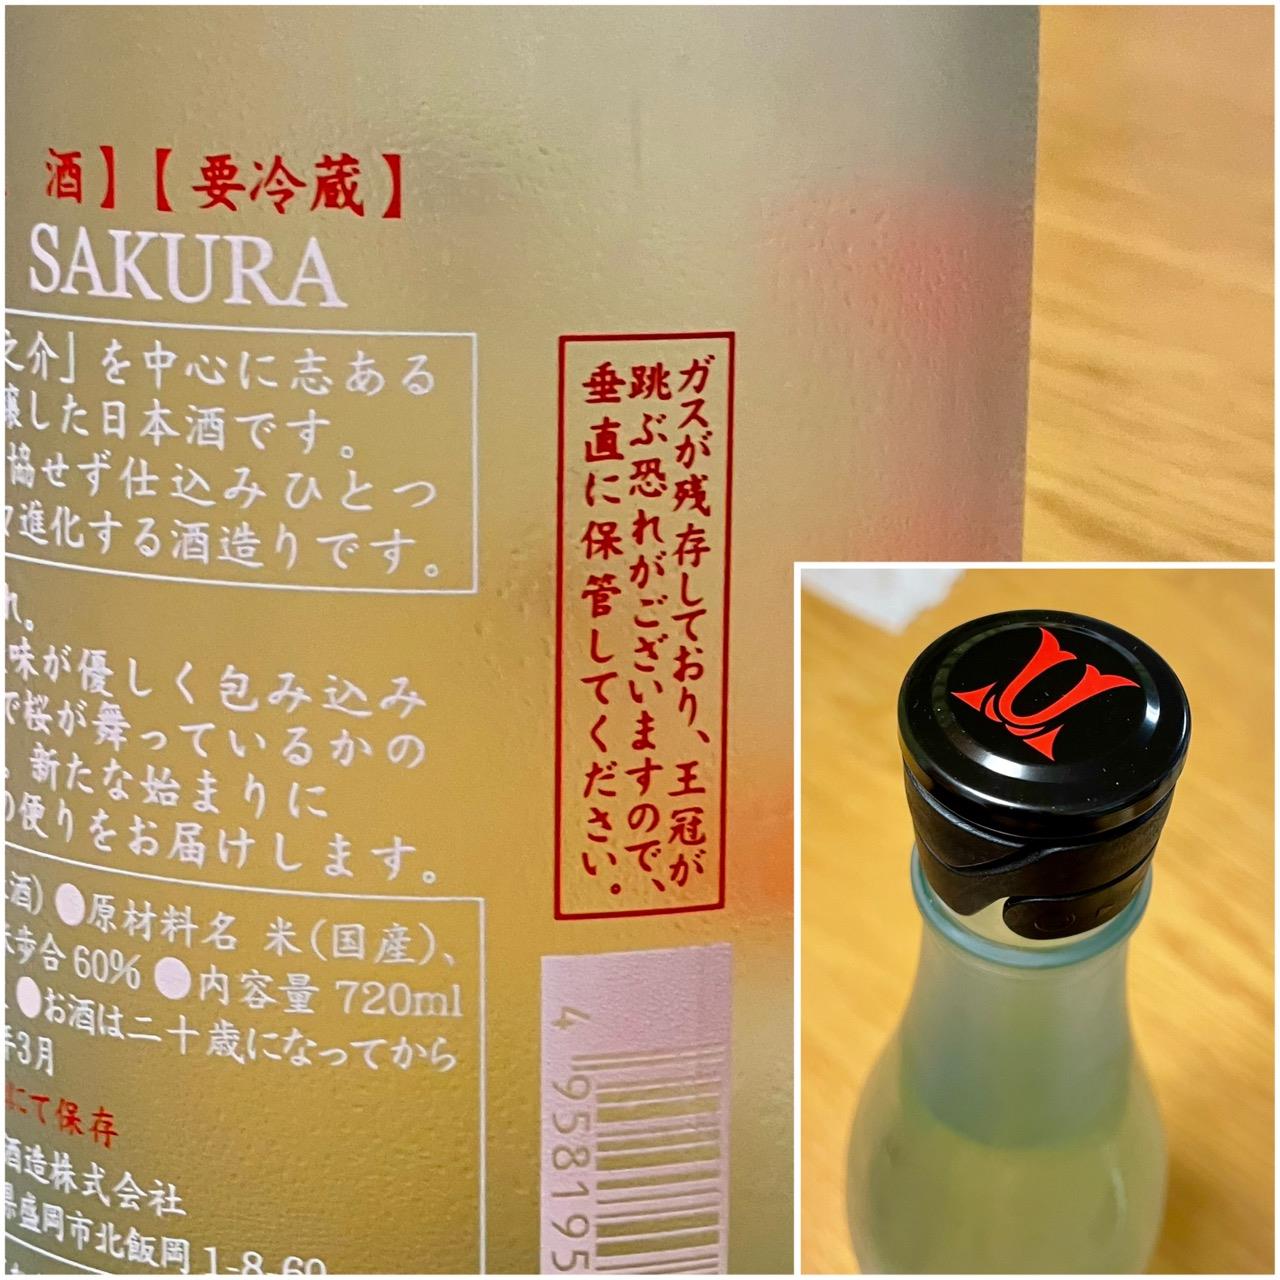 酒】【要冷蔵】
SAKURA
之介」を中心に志ある
醸した日本酒です。
協せず仕込みひとつ
進化する酒造りです。
れ。
味が優しく包み込み
で桜が舞っているかの
。新たな始まりに
の便りをお届けします。
酒) ●原材料名 米(国産)、
米歩合60% ●内容量 720ml
●お酒は二十歳になってから
年3月
にて保存
酒造株式会社
県盛岡市北飯岡 1-8-60
ガスが残存しており、王冠が
跳ぶ恐れがございますので、
垂直に保管してください。
4 958195